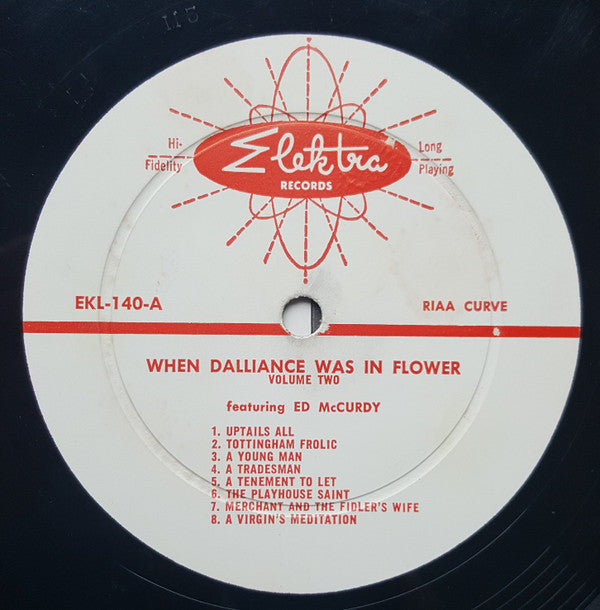 115
Hi-
Fidelity
Elektra
RECORDS
Long
Playing
EKL-140-A
RIAA CURVE
WHEN DALLIANCE WAS IN FLOWER
VOLUME TWO
featuring ED McCURDY
1. UPTAILS ALL
2. TOTTINGHAM FROLIC
3. A YOUNG MAN
4. A TRADESMAN
5. A TENEMENT TO LET
6. THE PLAYHOUSE SAINT
7. MERCHANT AND THE FIDLER'S WIFE
8. A VIRGIN'S MEDITATION